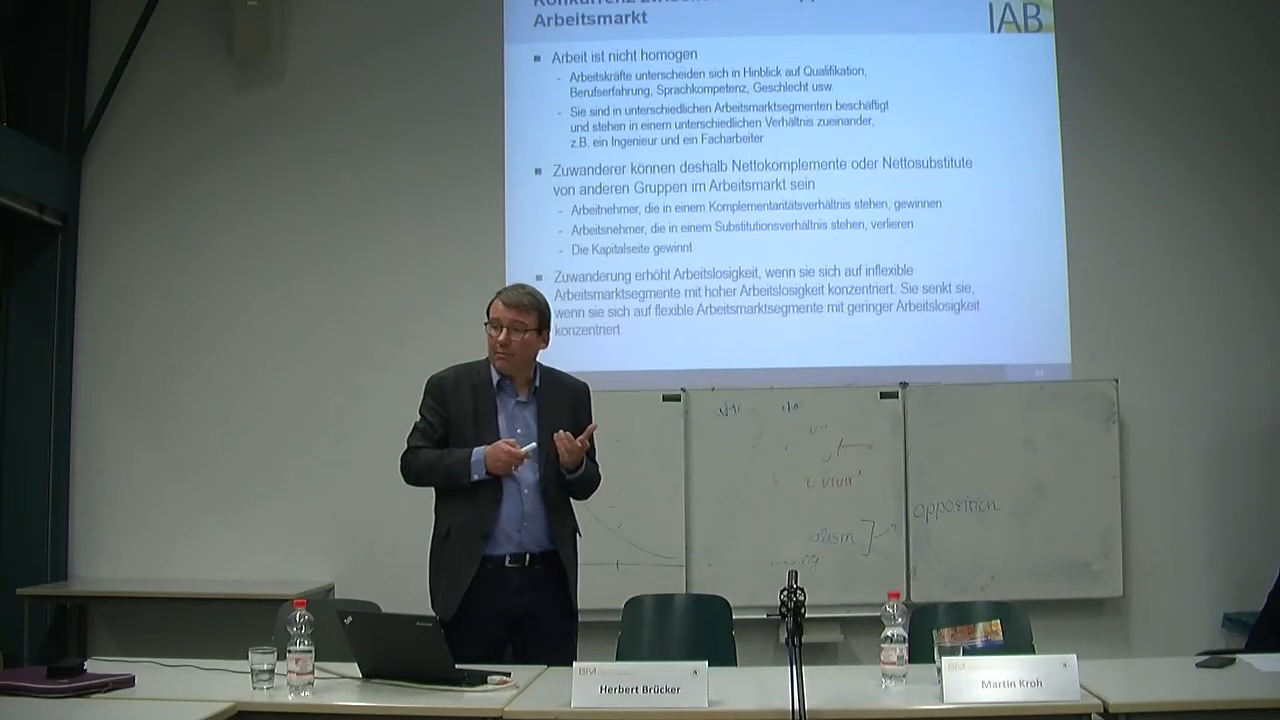 Arbeitsmarkt
IAB
Arbeit ist nicht homogen
- Arbeitskräfte unterscheiden sich in Hinblick auf Qualifikation,
Berufserfahrung, Sprachkompetenz, Geschlecht usw.
- Sie sind in unterschiedlichen Arbeitsmarktsegmenten beschäftigt
und stehen in einem unterschiedlichen Verhältnis zueinander,
z.B. ein Ingenieur und ein Facharbeiter
Zuwanderer können deshalb Nettokomplemente oder Nettosubstitute
von anderen Gruppen im Arbeitsmarkt sein
- Arbeitnehmer, die in einem Komplementaritätsverhältnis stehen, gewinnen
- Arbeitsnehmer, die in einem Substitutionsverhältnis stehen, verlieren
- Die Kapitalseite gewinnt
Zuwanderung erhöht Arbeitslosigkeit, wenn sie sich auf inflexible
Arbeitsmarktsegmente mit hoher Arbeitslosigkeit konzentriert. Sie senkt sie,
wenn sie sich auf flexible Arbeitsmarktsegmente mit geringer Arbeitslosigkeit
konzentriert
opposition
alism
BIM
Herbert Brücker
BIM
Martin Kroh